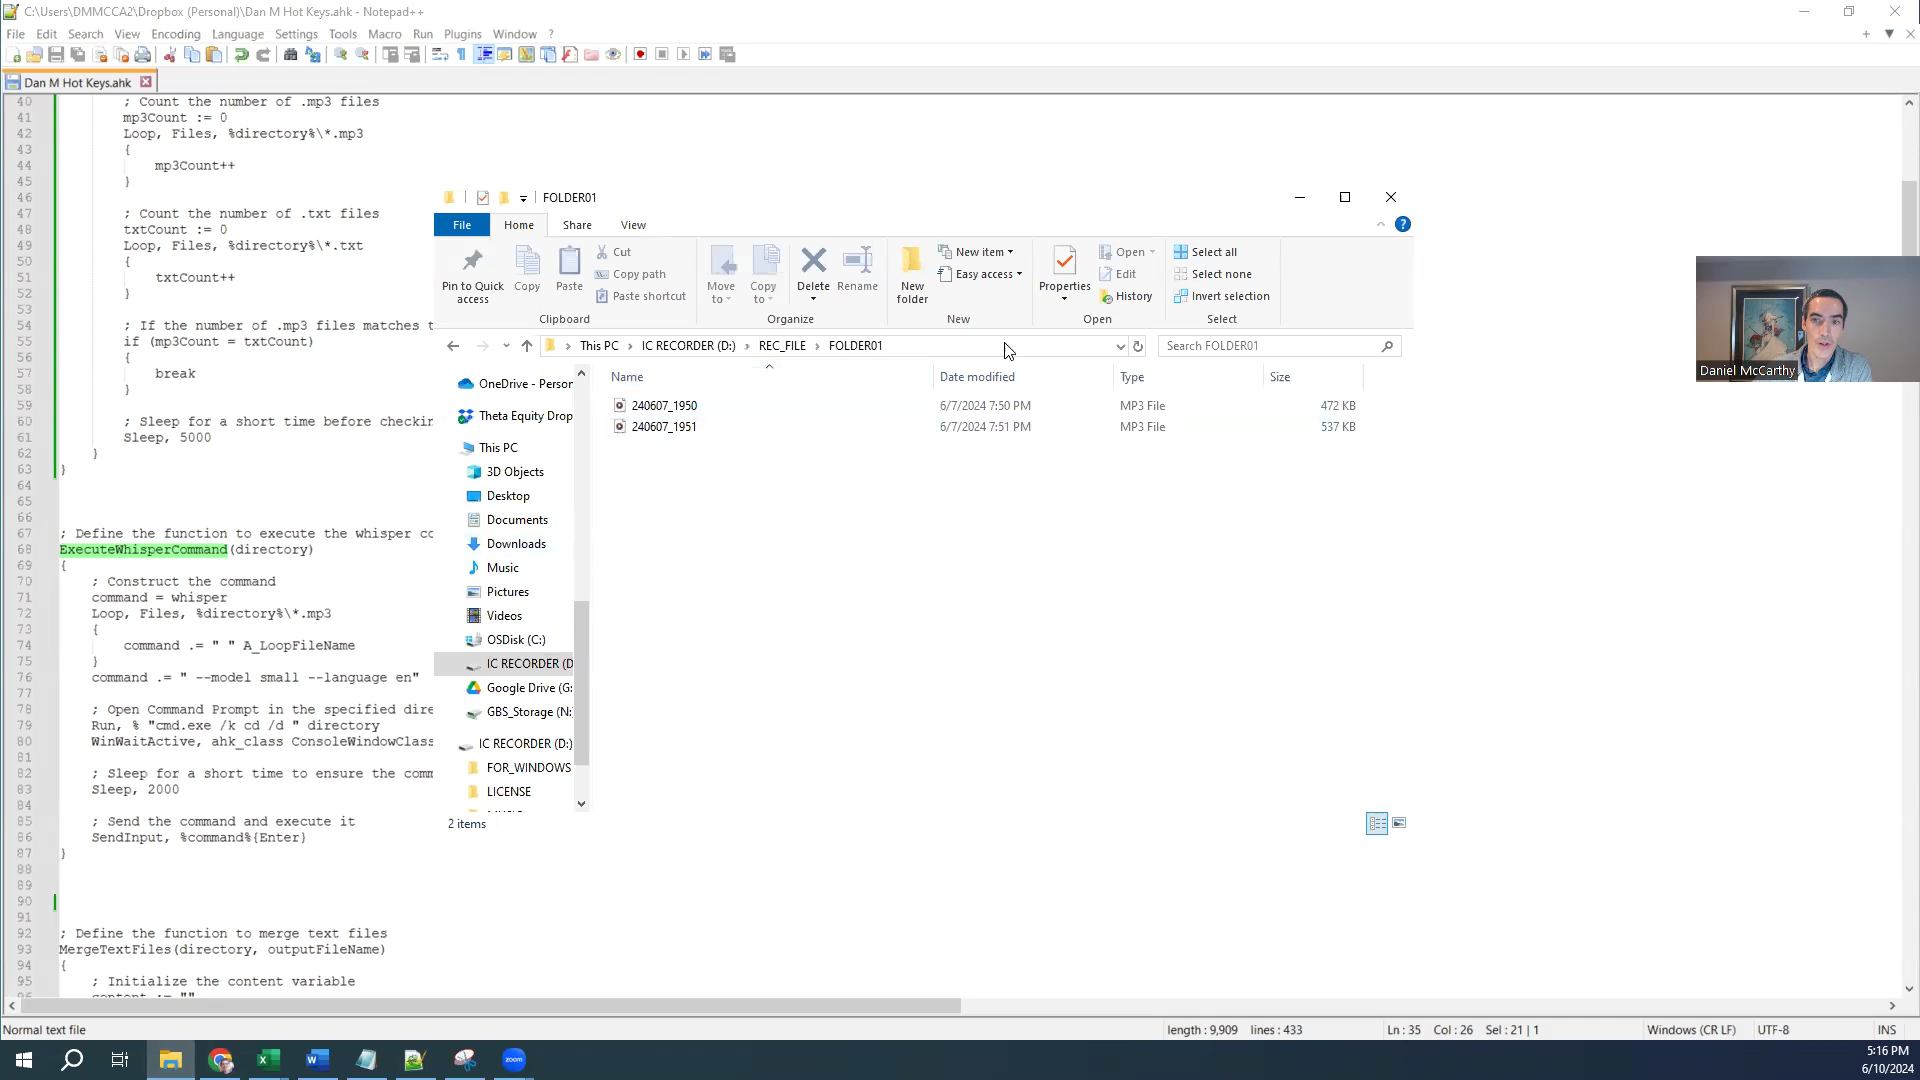 C:\Users\DMMCCA2\Dropbox (Personal)\Dan M Hot Keys.ahk - Notepad++
File Edit Search View Encoding Language Settings Tools Macro Run Plugins Window ?
Dan M Hot Keys.ahk
40 ; Count the number of .mp3 files
41 mp3Count := 0
42 Loop, Files, %directory%\*.mp3
43 {
44 mp3Count++
45 }
46
47 ; Count the number of .txt files
48 txtCount := 0
49 Loop, Files, %directory%\*.txt
50 {
51 txtCount++
52 }
53
54 ; If the number of .mp3 files matches t
55 if (mp3Count = txtCount)
56 {
57 break
58 }
59
60 ; Sleep for a short time before checkin
61 Sleep, 5000
62 }
63 }
64
65
66
67 ; Define the function to execute the whisper co
68 ExecuteWhisperCommand(directory)
69 {
70 ; Construct the command
71 command = whisper
72 Loop, Files, %directory%\*.mp3
73 {
74 command .= " " A_LoopFileName
75 }
76 command .= " --model small --language en"
77
78 ; Open Command Prompt in the specified dire
79 Run, % "cmd.exe /k cd /d " directory
80 WinWaitActive, ahk_class ConsoleWindowClass
81
82 ; Sleep for a short time to ensure the comm
83 Sleep, 2000
84
85 ; Send the command and execute it
86 SendInput, %command%{Enter}
87 }
88
89
90
91
92 ; Define the function to merge text files
93 MergeTextFiles(directory, outputFileName)
94 {
95 ; Initialize the content variable
96 content := ""
FOLDER01
File Home Share View
Pin to Quick access
Copy
Paste
Cut
Copy path
Paste shortcut
Clipboard
Move to
Copy to
Delete
Rename
Organize
New folder
New item
Easy access
New
Properties
Open
Edit
History
Open
Select all
Select none
Invert selection
Select
This PC › IC RECORDER (D:) › REC_FILE › FOLDER01
Search FOLDER01
Name Date modified Type Size
240607_1950 6/7/2024 7:50 PM MP3 File 472 KB
240607_1951 6/7/2024 7:51 PM MP3 File 537 KB
OneDrive - Person
Theta Equity Drop
This PC
3D Objects
Desktop
Documents
Downloads
Music
Pictures
Videos
OSDisk (C:)
IC RECORDER (D
Google Drive (G:
GBS_Storage (N:
IC RECORDER (D:)
FOR_WINDOWS
LICENSE
2 items
Daniel McCarthy
Normal text file length : 9,909 lines : 433 Ln : 35 Col : 26 Sel : 21 | 1 Windows (CR LF) UTF-8 INS
zoom
5:16 PM
6/10/2024